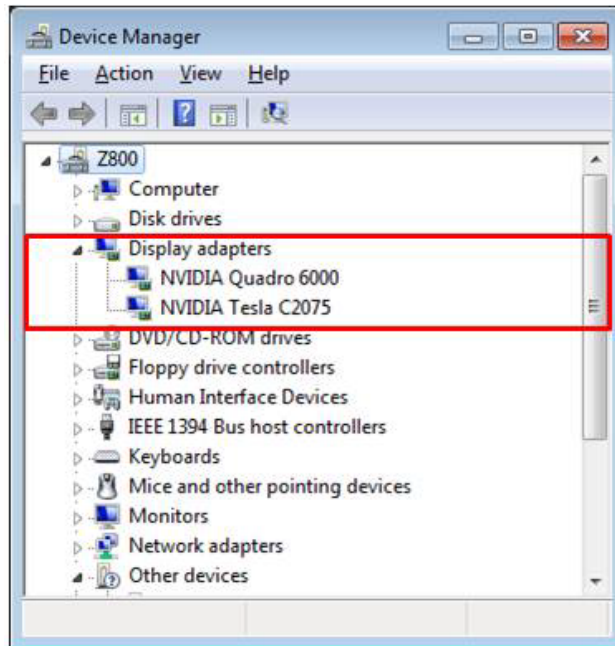 Device Manager
File Action View Help
Z800
Computer
Disk drives
Display adapters
NVIDIA Quadro 6000
NVIDIA Tesla C2075
DVD/CD-ROM drives
Floppy drive controllers
Human Interface Devices
IEEE 1394 Bus host controllers
Keyboards
Mice and other pointing devices
Monitors
Network adapters
Other devices